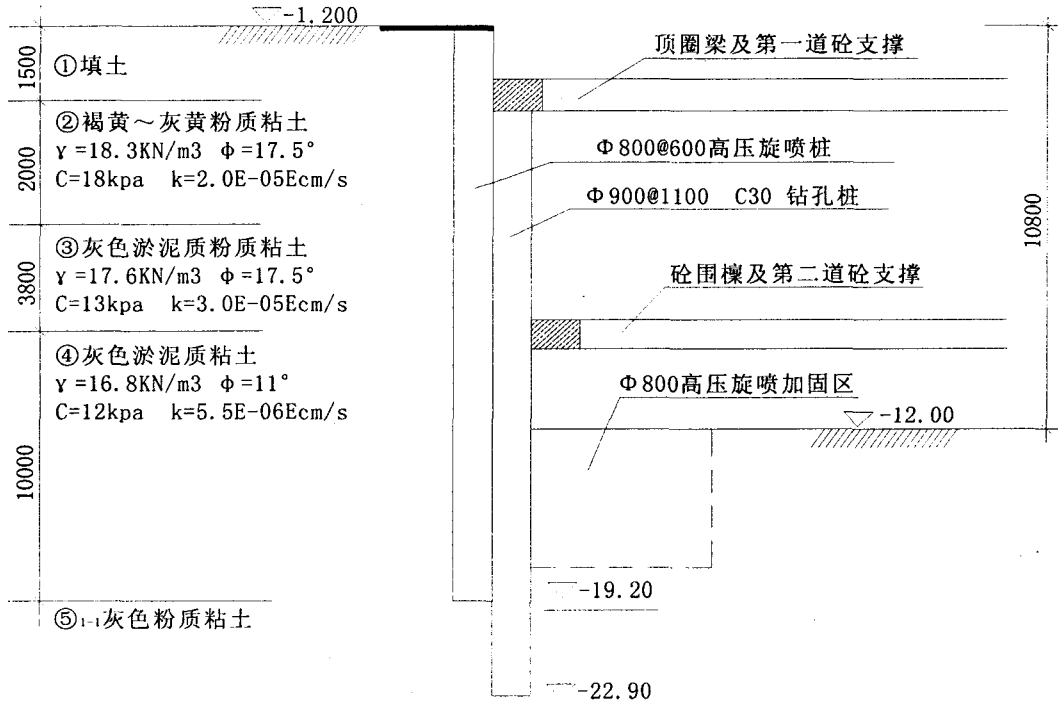 -1.200
1500
①填土
②褐黄～灰黄粉质粘土
γ=18.3KN/m3 φ=17.5°
C=18kpa k=2.0E-05Ecm/s
2000
③灰色淤泥质粉质粘土
γ=17.6KN/m3 φ=17.5°
C=13kpa k=3.0E-05Ecm/s
3800
④灰色淤泥质粘土
γ=16.8KN/m3 φ=11°
C=12kpa k=5.5E-06Ecm/s
10000
⑤1-1灰色粉质粘土
顶圈梁及第一道砼支撑
Φ800@600高压旋喷桩
Φ900@1100 C30 钻孔桩
10800
砼围檩及第二道砼支撑
Φ800高压旋喷加固区
-12.00
-19.20
-22.90